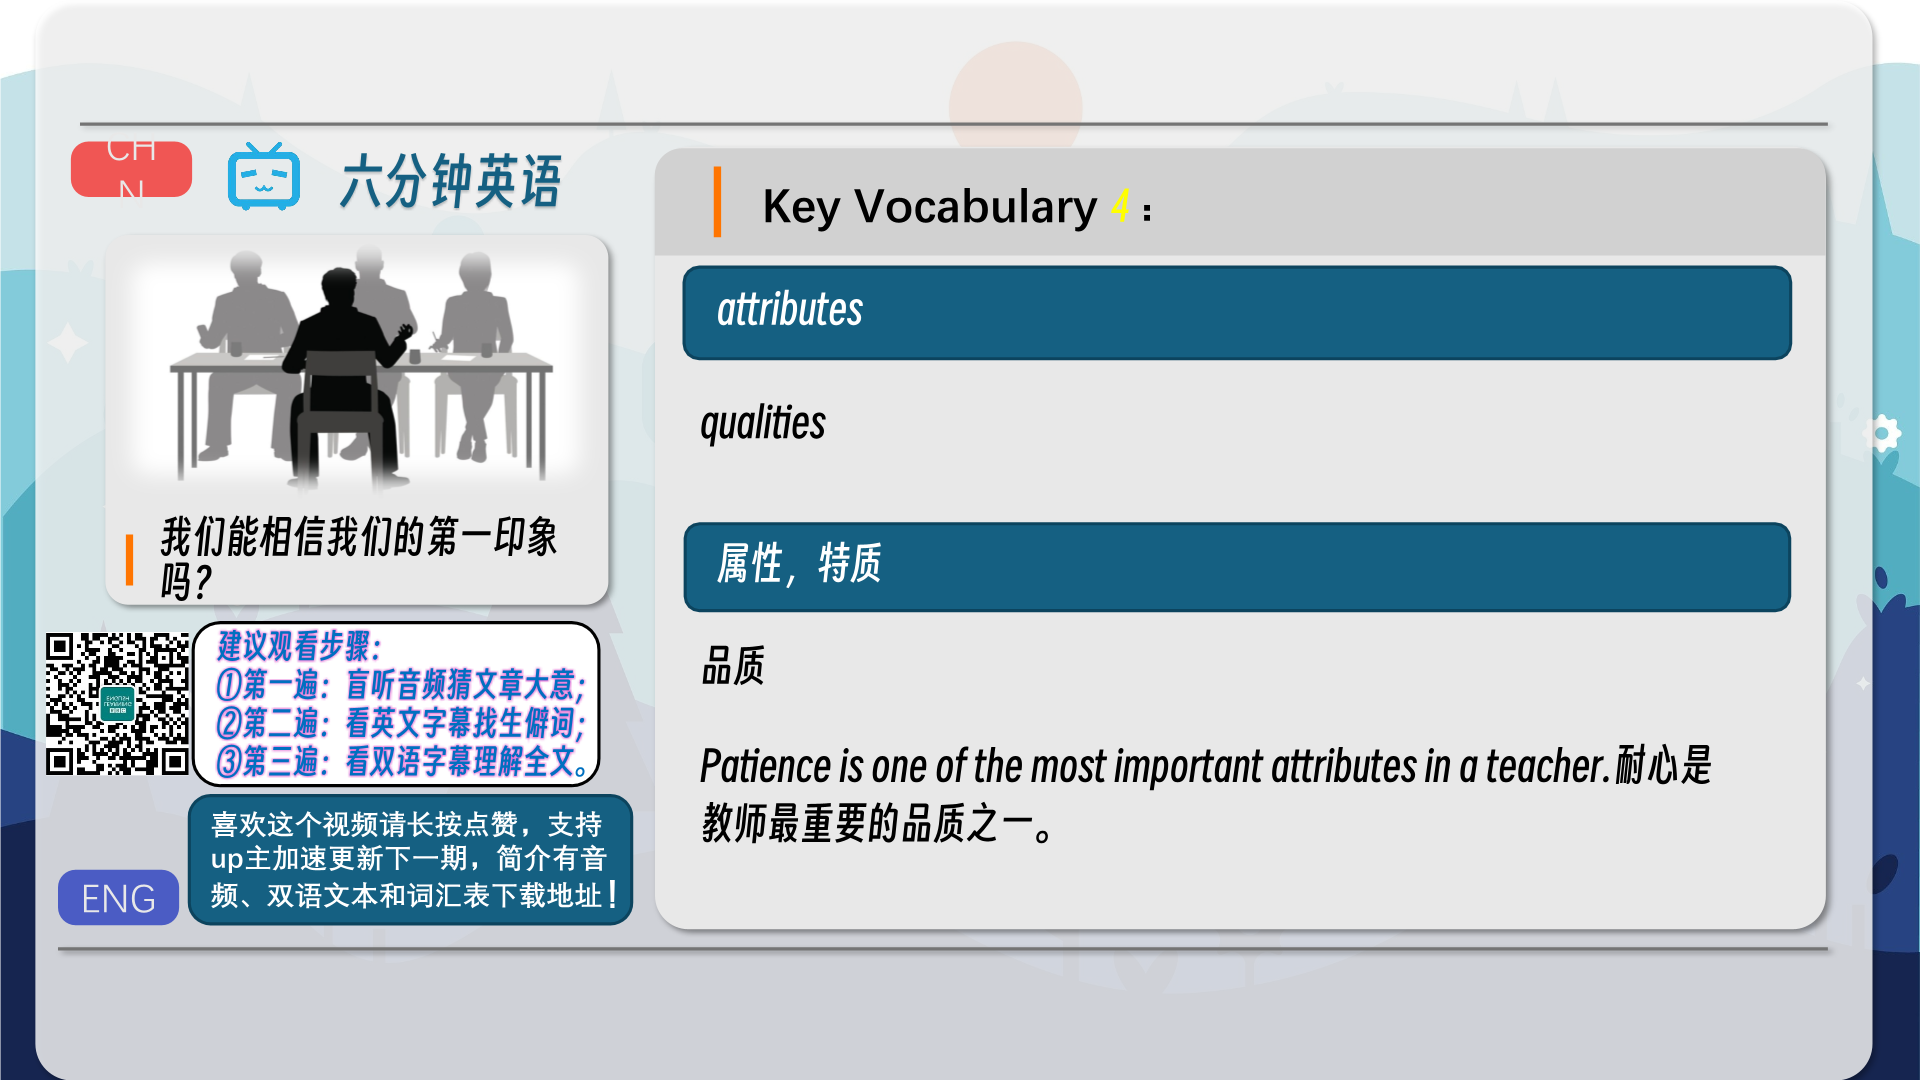 CH
N
六分钟英语
我们能相信我们的第一印象
吗?
建议观看步骤:
①第一遍：盲听音频猜文章大意;
②第二遍：看英文字幕找生僻词;
③第三遍：看双语字幕理解全文。
喜欢这个视频请长按点赞，支持
up主加速更新下一期，简介有音
频、双语文本和词汇表下载地址！
ENG
Key Vocabulary 4：
attributes
qualities
属性，特质
品质
Patience is one of the most important attributes in a teacher.耐心是
教师最重要的品质之一。